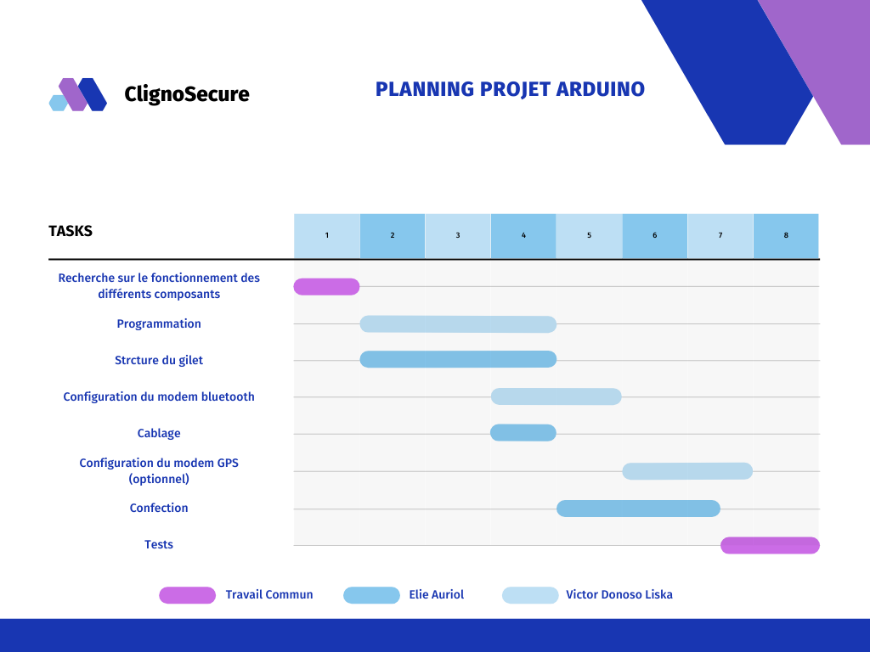 ClignoSecure
PLANNING PROJET ARDUINO
TASKS
1 2 3 4 5 6 7 8
Recherche sur le fonctionnement des
différents composants
Programmation
Strcture du gilet
Configuration du modem bluetooth
Cablage
Configuration du modem GPS
(optionnel)
Confection
Tests
Travail Commun Elie Auriol Victor Donoso Liska